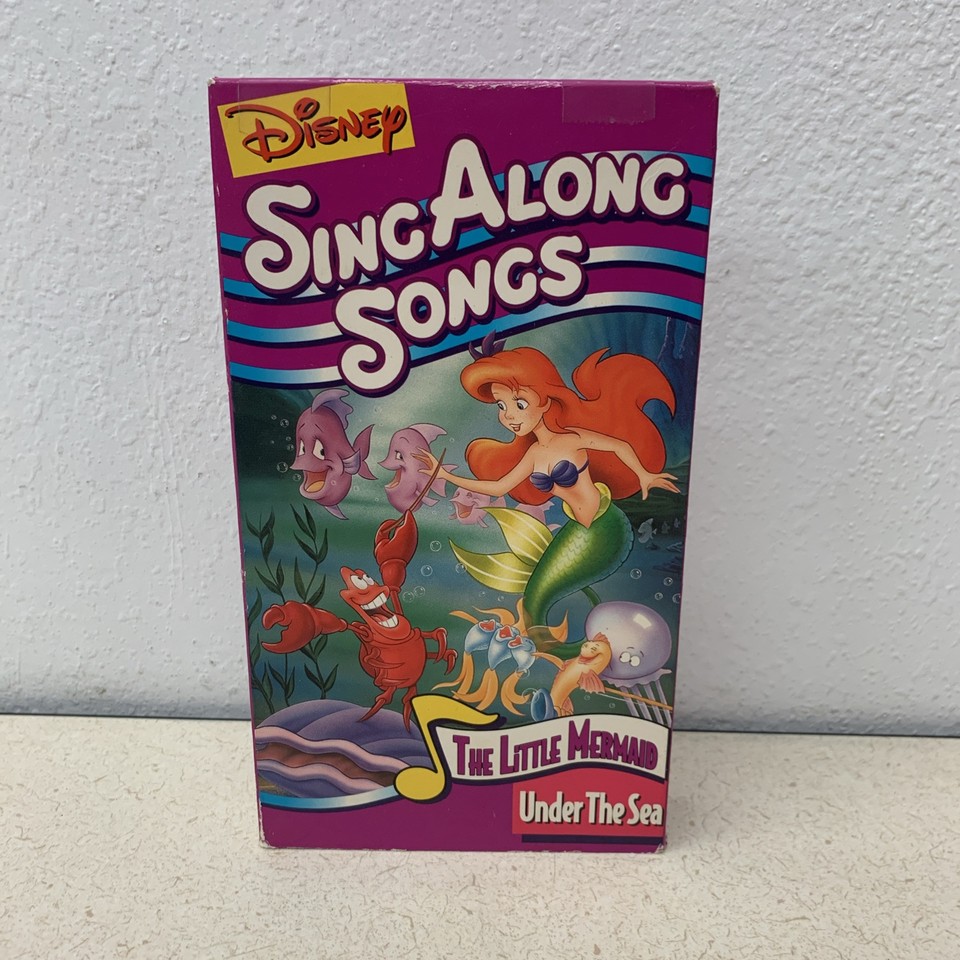 Disney
Sing Along
Songs
The Little Mermaid
Under The Sea